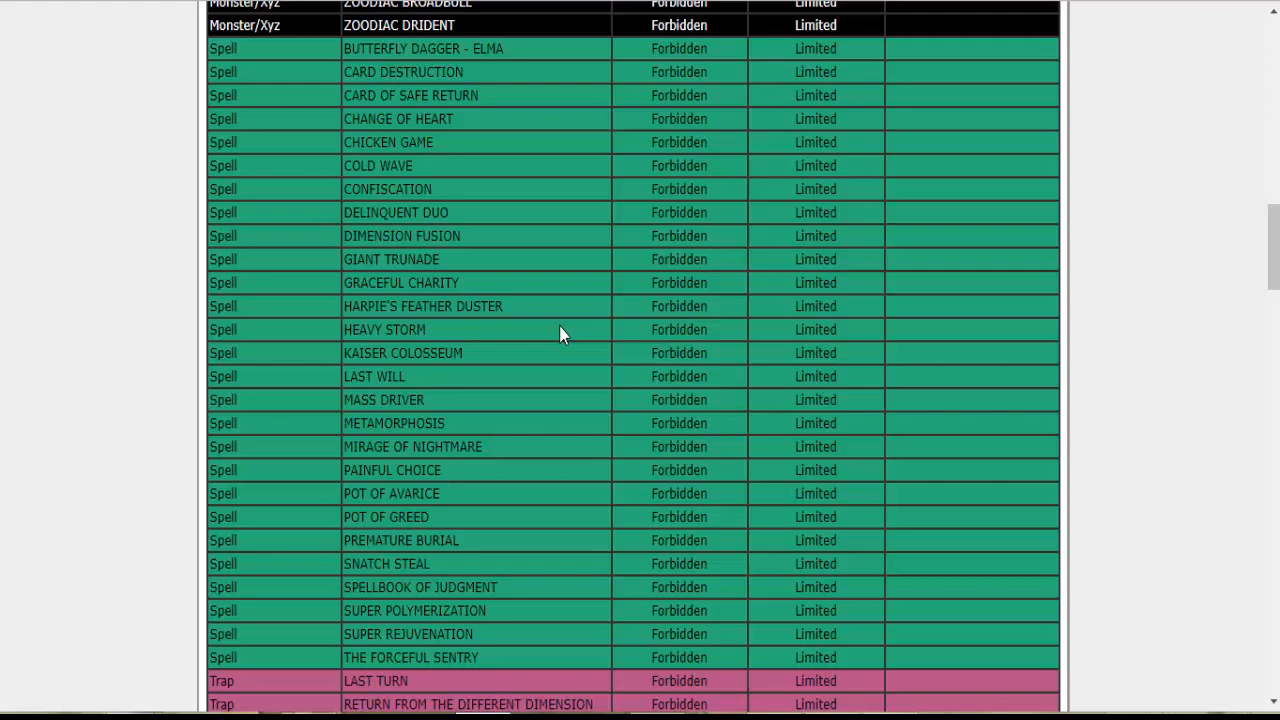 Monster/Xyz ZOODIAC BROADBULL Forbidden Limited
Monster/Xyz ZOODIAC DRIDENT Forbidden Limited
Spell BUTTERFLY DAGGER - ELMA Forbidden Limited
Spell CARD DESTRUCTION Forbidden Limited
Spell CARD OF SAFE RETURN Forbidden Limited
Spell CHANGE OF HEART Forbidden Limited
Spell CHICKEN GAME Forbidden Limited
Spell COLD WAVE Forbidden Limited
Spell CONFISCATION Forbidden Limited
Spell DELINQUENT DUO Forbidden Limited
Spell DIMENSION FUSION Forbidden Limited
Spell GIANT TRUNADE Forbidden Limited
Spell GRACEFUL CHARITY Forbidden Limited
Spell HARPIE'S FEATHER DUSTER Forbidden Limited
Spell HEAVY STORM Forbidden Limited
Spell KAISER COLOSSEUM Forbidden Limited
Spell LAST WILL Forbidden Limited
Spell MASS DRIVER Forbidden Limited
Spell METAMORPHOSIS Forbidden Limited
Spell MIRAGE OF NIGHTMARE Forbidden Limited
Spell PAINFUL CHOICE Forbidden Limited
Spell POT OF AVARICE Forbidden Limited
Spell POT OF GREED Forbidden Limited
Spell PREMATURE BURIAL Forbidden Limited
Spell SNATCH STEAL Forbidden Limited
Spell SPELLBOOK OF JUDGMENT Forbidden Limited
Spell SUPER POLYMERIZATION Forbidden Limited
Spell SUPER REJUVENATION Forbidden Limited
Spell THE FORCEFUL SENTRY Forbidden Limited
Trap LAST TURN Forbidden Limited
Trap RETURN FROM THE DIFFERENT DIMENSION Forbidden Limited